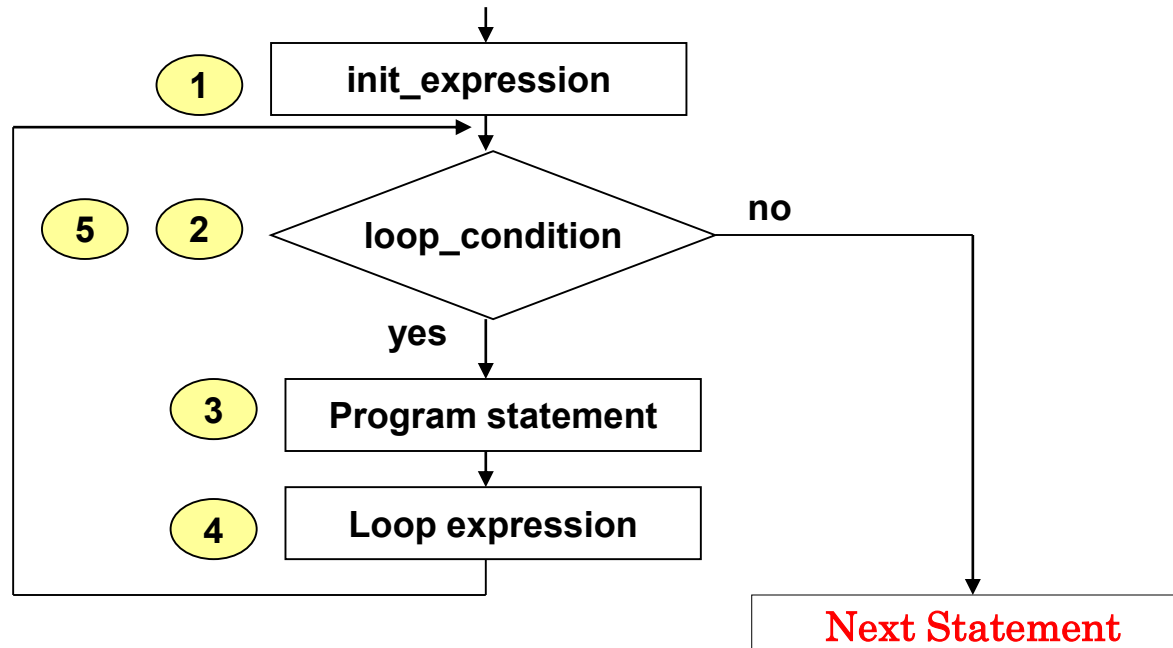 1
init_expression
5
2
loop_condition
no
yes
3
Program statement
4
Loop expression
Next Statement